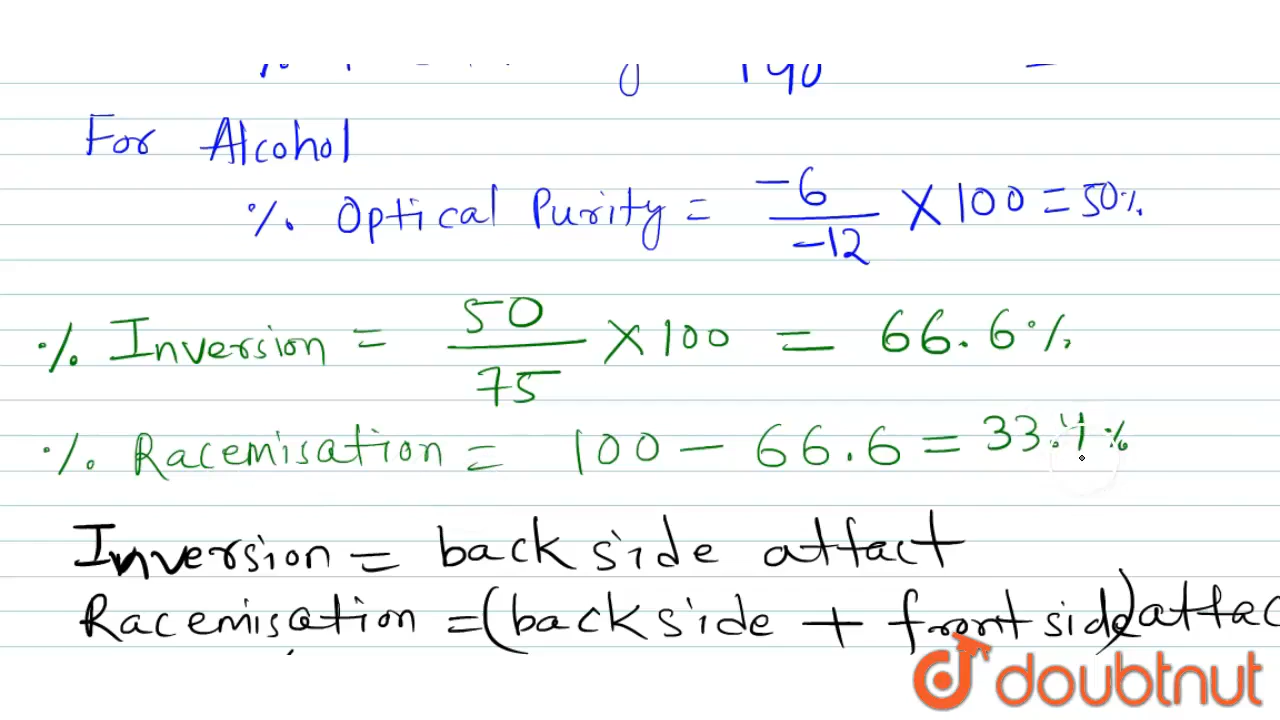 For Alcohol
%. Optical Purity = -6/-12 X 100 = 50%
%. Inversion = 50/75 X 100 = 66.6%
%. Racemisation = 100 - 66.6 = 33.4%
Inversion = back side attact
Racemisation = (back side + front side) attac
doubtnut